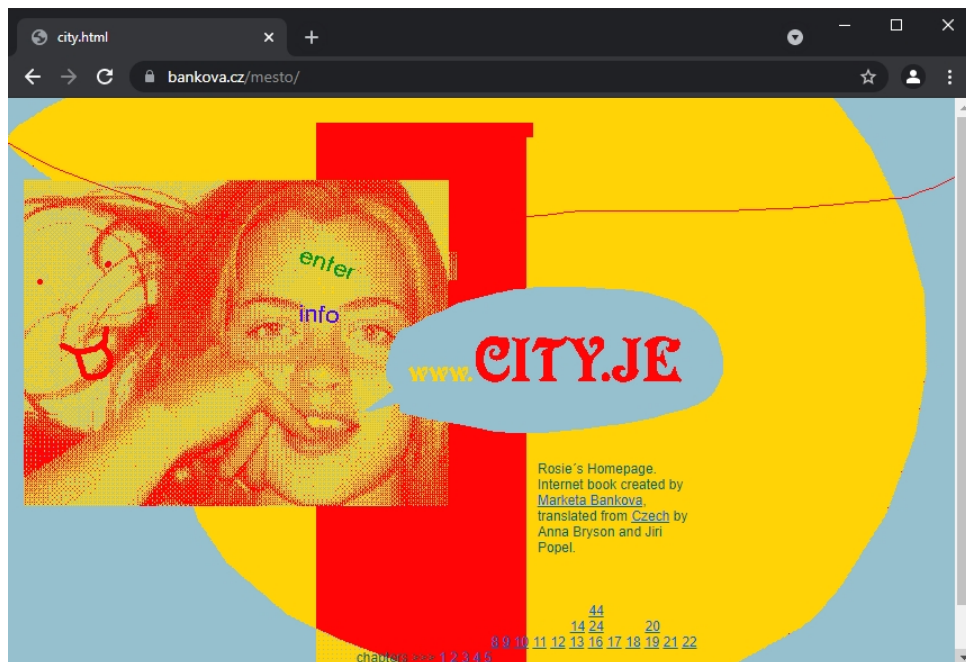 city.html
bankova.cz/mesto/
enter
info
www.CITY.JE
Rosie´s Homepage.
Internet book created by
Marketa Bankova,
translated from Czech by
Anna Bryson and Jiri
Popel.
44
14 24 20
8 9 10 11 12 13 16 17 18 19 21 22
chapters >>> 1 2 3 4 5